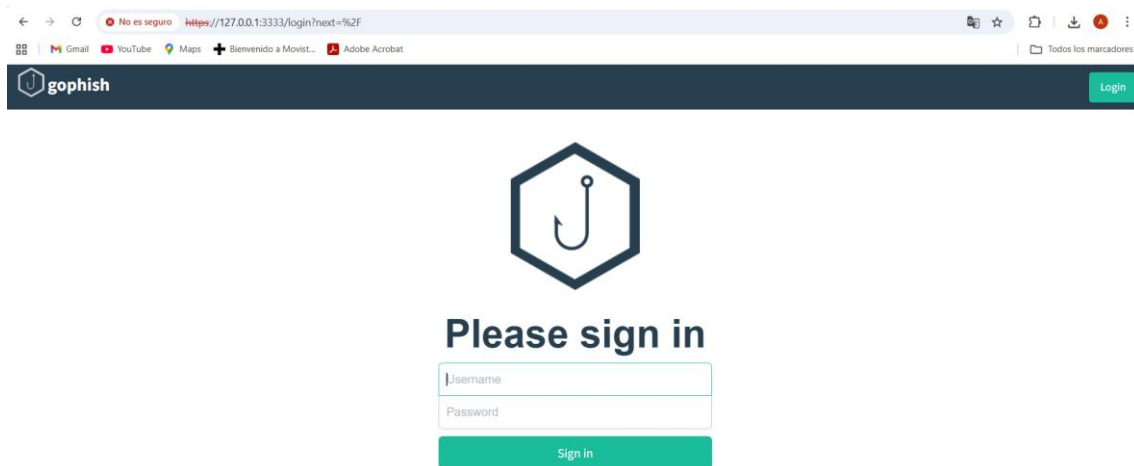 No es seguro https://127.0.0.1:3333/login?next=%2F A
Gmail YouTube Maps Bienvenido a Movist... Adobe Acrobat Todos los marcadores
gophish Login
Please sign in
Username
Password
Sign in